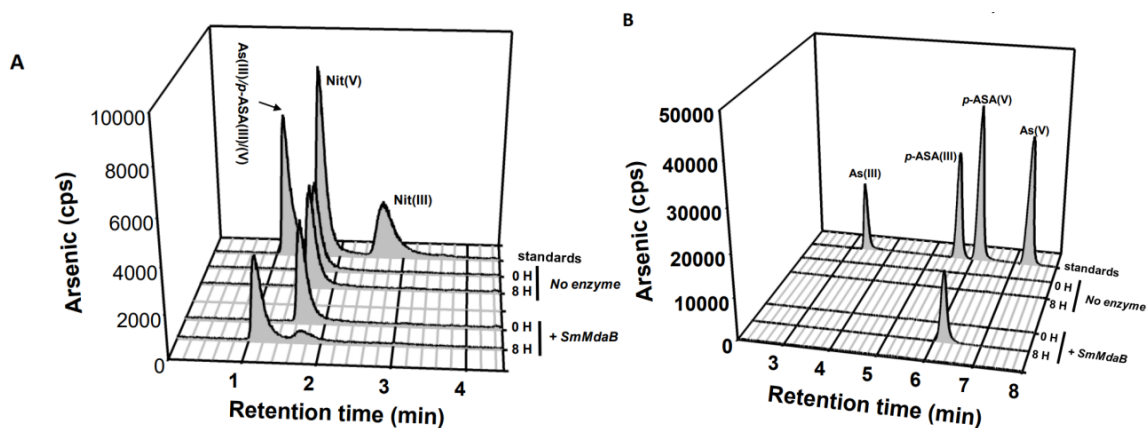 A
As(III)/p-ASA(III)/(V)
Nit(V)
Nit(III)
10000
8000
6000
4000
2000
0
Arsenic (cps)
standards
0 H
8 H
No enzyme
0 H
8 H
+ SmMdaB
1
2
3
4
Retention time (min)
B
As(III)
p-ASA(III)
p-ASA(V)
As(V)
50000
40000
30000
20000
10000
0
Arsenic (cps)
standards
0 H
8 H
No enzyme
0 H
8 H
+ SmMdaB
3
4
5
6
7
8
Retention time (min)